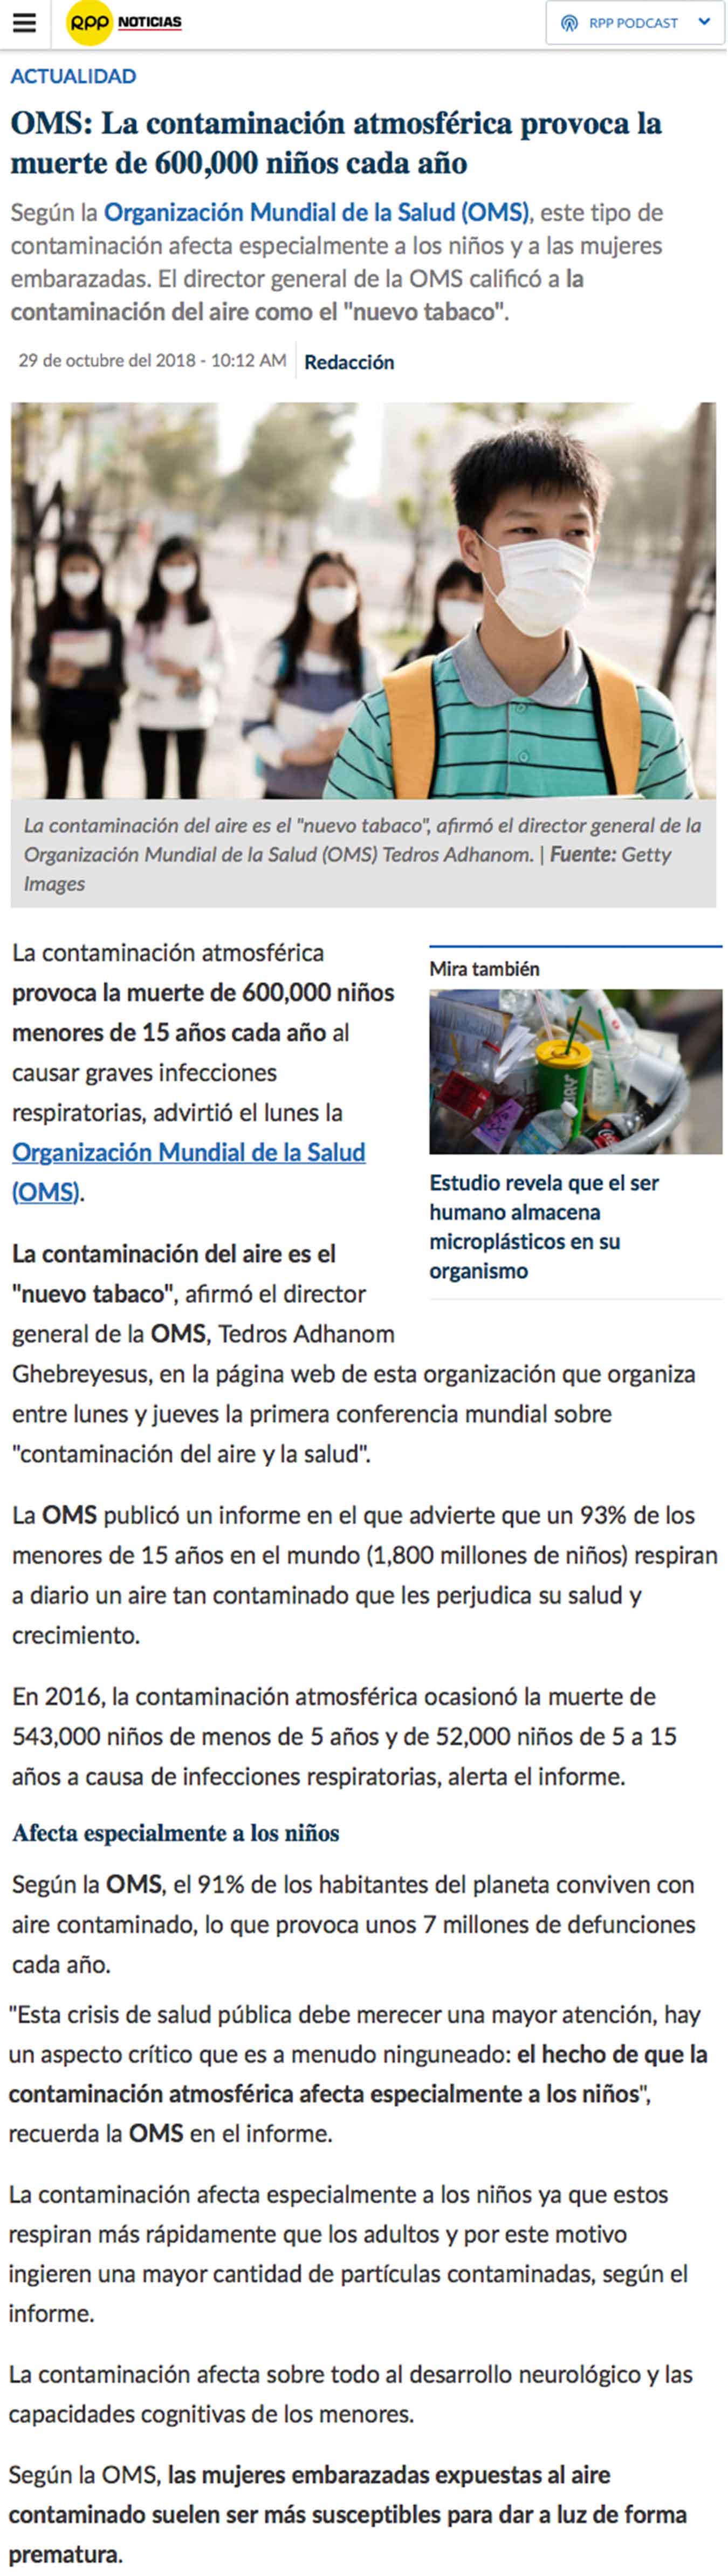 RPP NOTICIAS
RPP PODCAST
ACTUALIDAD
OMS: La contaminación atmosférica provoca la
muerte de 600,000 niños cada año
Según la Organización Mundial de la Salud (OMS), este tipo de
contaminación afecta especialmente a los niños y a las mujeres
embarazadas. El director general de la OMS calificó a la
contaminación del aire como el "nuevo tabaco".
29 de octubre del 2018 - 10:12 AM
Redacción
La contaminación del aire es el "nuevo tabaco", afirmó el director general de la
Organización Mundial de la Salud (OMS) Tedros Adhanom. | Fuente: Getty
Images
La contaminación atmosférica
provoca la muerte de 600,000 niños
menores de 15 años cada año al
causar graves infecciones
respiratorias, advirtió el lunes la
Organización Mundial de la Salud
(OMS).
Mira también
Estudio revela que el ser
humano almacena
microplásticos en su
organismo
La contaminación del aire es el
"nuevo tabaco", afirmó el director
general de la OMS, Tedros Adhanom
Ghebreyesus, en la página web de esta organización que organiza
entre lunes y jueves la primera conferencia mundial sobre
"contaminación del aire y la salud".
La OMS publicó un informe en el que advierte que un 93% de los
menores de 15 años en el mundo (1,800 millones de niños) respiran
a diario un aire tan contaminado que les perjudica su salud y
crecimiento.
En 2016, la contaminación atmosférica ocasionó la muerte de
543,000 niños de menos de 5 años y de 52,000 niños de 5 a 15
años a causa de infecciones respiratorias, alerta el informe.
Afecta especialmente a los niños
Según la OMS, el 91% de los habitantes del planeta conviven con
aire contaminado, lo que provoca unos 7 millones de defunciones
cada año.
"Esta crisis de salud pública debe merecer una mayor atención, hay
un aspecto crítico que es a menudo ninguneado: el hecho de que la
contaminación atmosférica afecta especialmente a los niños",
recuerda la OMS en el informe.
La contaminación afecta especialmente a los niños ya que estos
respiran más rápidamente que los adultos y por este motivo
ingieren una mayor cantidad de partículas contaminadas, según el
informe.
La contaminación afecta sobre todo al desarrollo neurológico y las
capacidades cognitivas de los menores.
Según la OMS, las mujeres embarazadas expuestas al aire
contaminado suelen ser más susceptibles para dar a luz de forma
prematura.